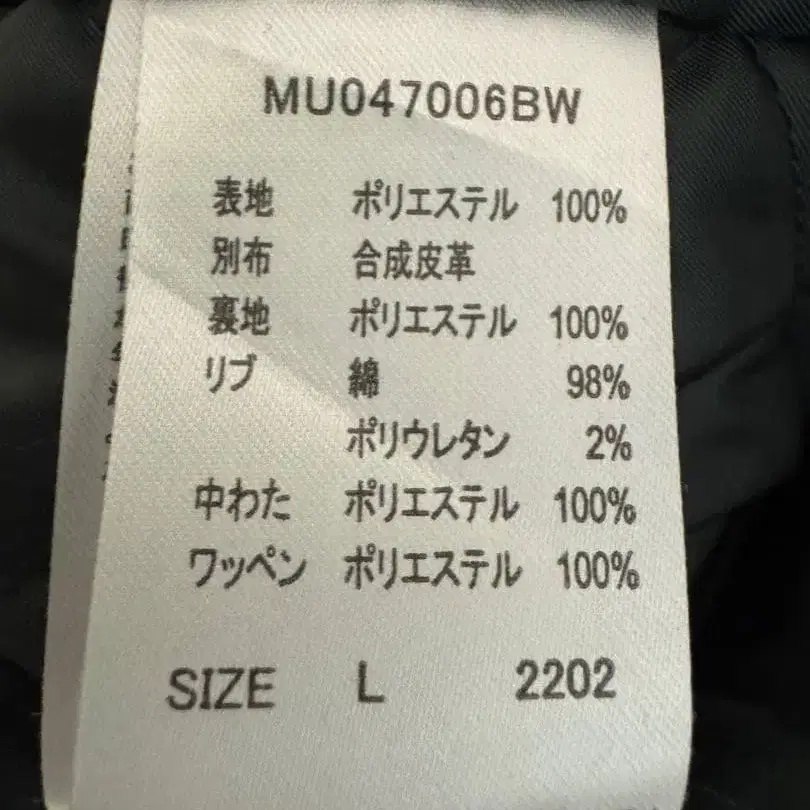 MU047006BW
表地 ポリエステル 100%
別布 合成皮革
裏地 ポリエステル 100%
リブ 綿 98%
ポリウレタン 2%
中わた ポリエステル 100%
ワッペン ポリエステル 100%
SIZE L 2202